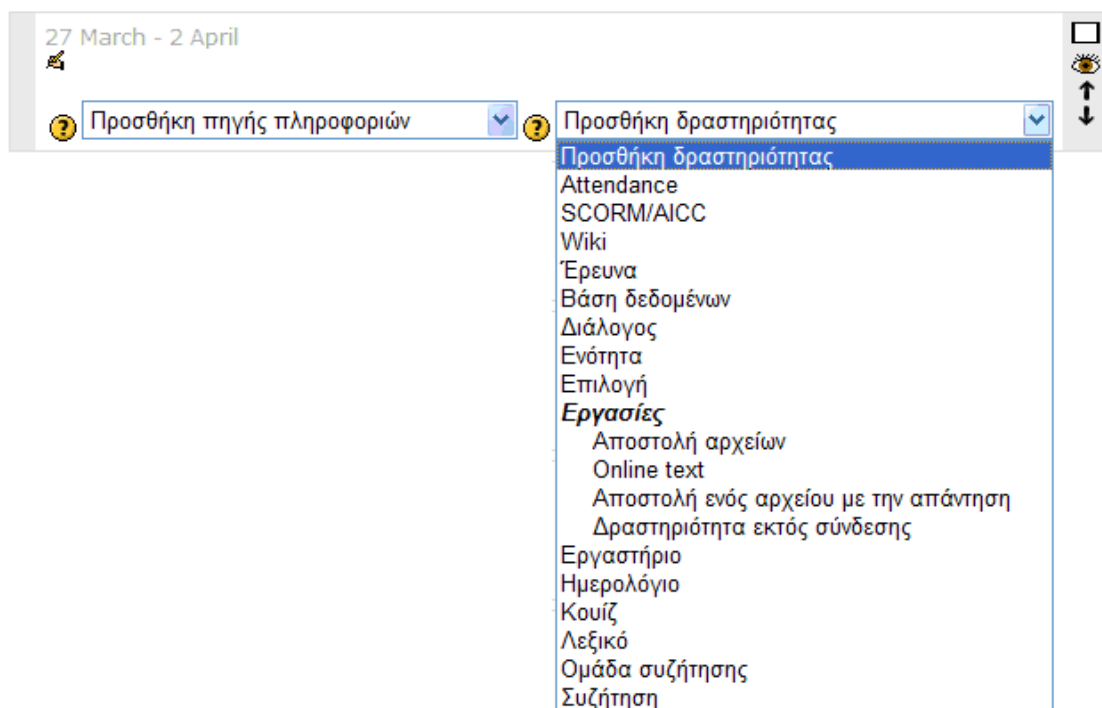 27 March - 2 April
Προσθήκη πηγής πληροφοριών
Προσθήκη δραστηριότητας
Προσθήκη δραστηριότητας
Attendance
SCORM/AICC
Wiki
Έρευνα
Βάση δεδομένων
Διάλογος
Ενότητα
Επιλογή
Εργασίες
Αποστολή αρχείων
Online text
Αποστολή ενός αρχείου με την απάντηση
Δραστηριότητα εκτός σύνδεσης
Εργαστήριο
Ημερολόγιο
Κουίζ
Λεξικό
Ομάδα συζήτησης
Συζήτηση